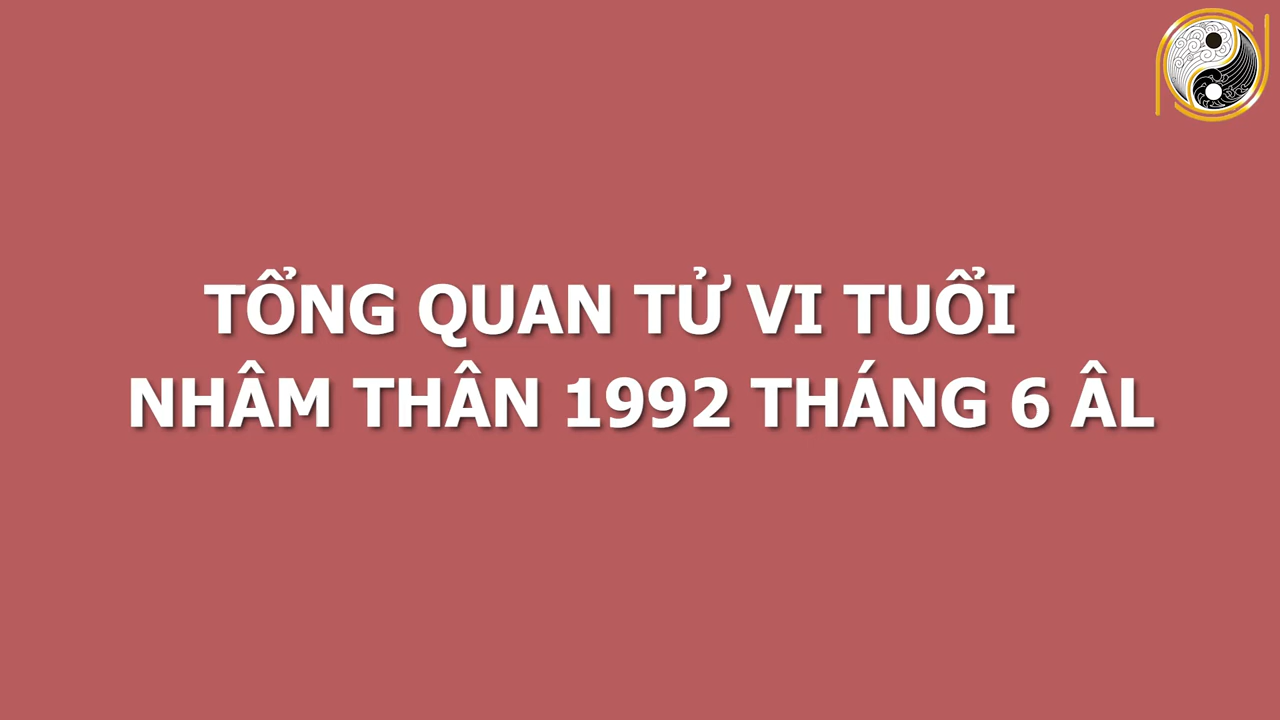 TỔNG QUAN TỬ VI TUỔI
NHÂM THÂN 1992 THÁNG 6 ÂL